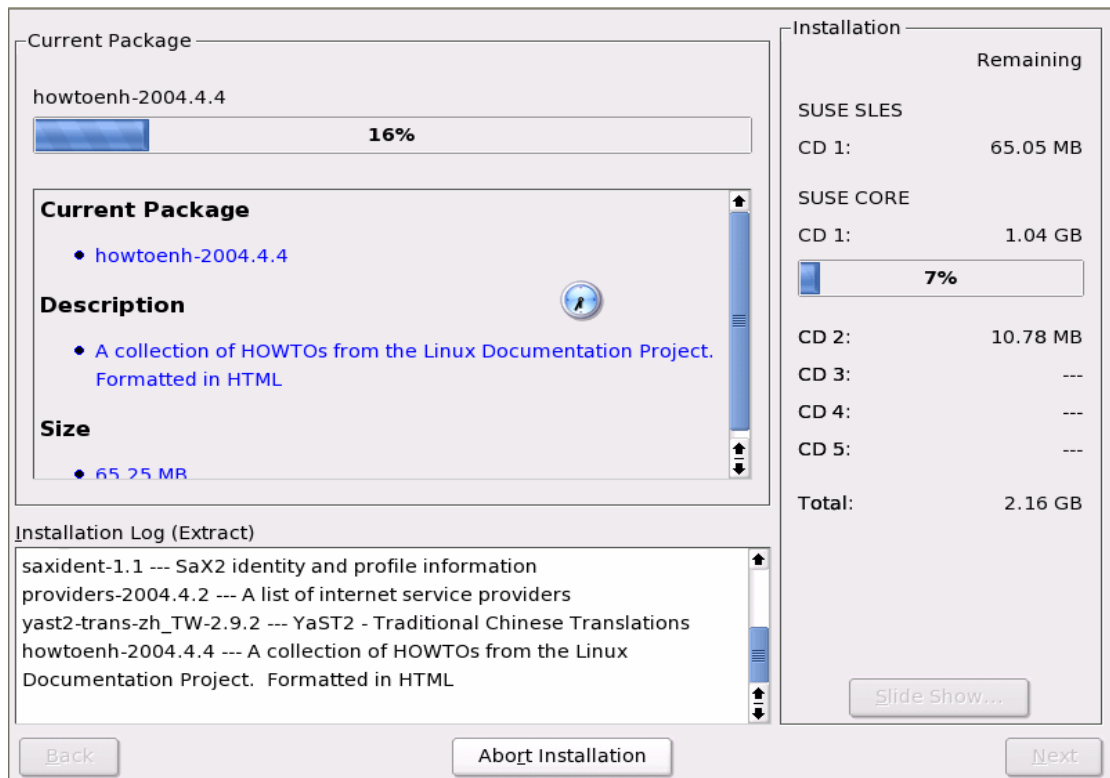 Current Package
howtoenh-2004.4.4
16%
Current Package
howtoenh-2004.4.4
Description
A collection of HOWTOs from the Linux Documentation Project.
Formatted in HTML
Size
65.25 MB
Installation Log (Extract)
saxident-1.1 --- SaX2 identity and profile information
providers-2004.4.2 --- A list of internet service providers
yast2-trans-zh_TW-2.9.2 --- YaST2 - Traditional Chinese Translations
howtoenh-2004.4.4 --- A collection of HOWTOs from the Linux
Documentation Project.  Formatted in HTML
Installation
Remaining
SUSE SLES
CD 1: 65.05 MB
SUSE CORE
CD 1: 1.04 GB
7%
CD 2: 10.78 MB
CD 3: ---
CD 4: ---
CD 5: ---
Total: 2.16 GB
Slide Show...
Back
Abort Installation
Next